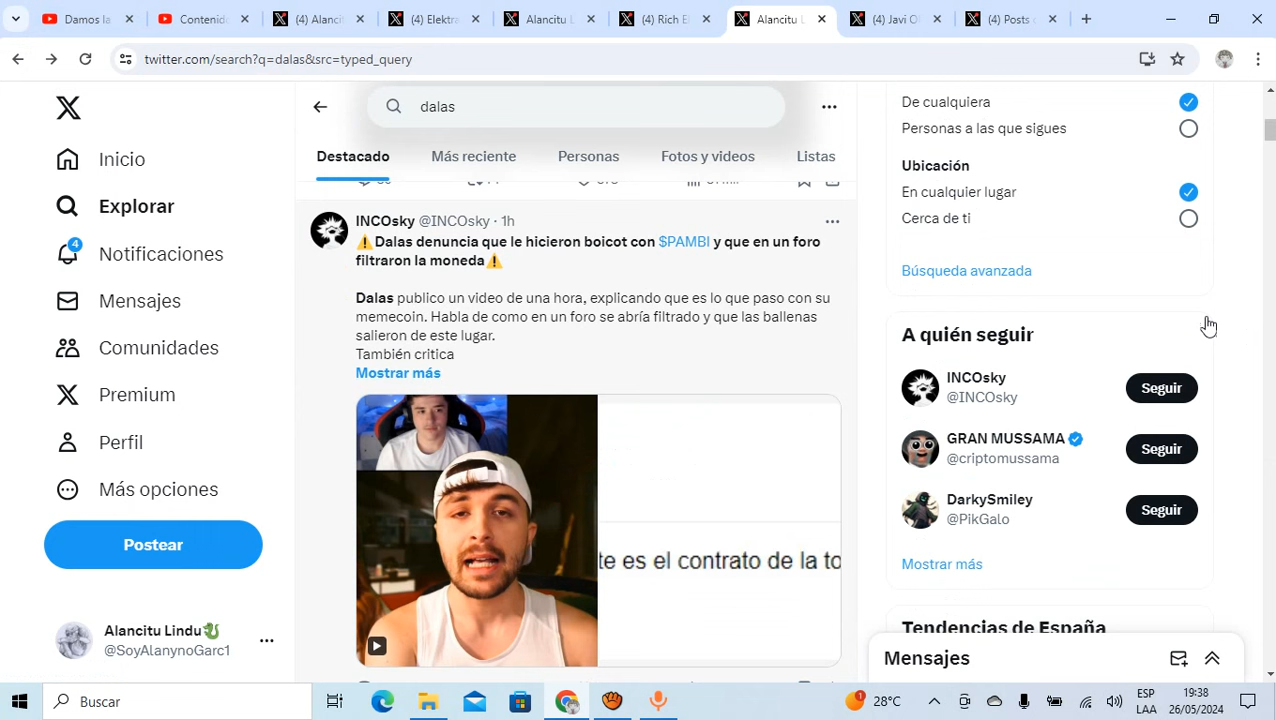 Damos la
Contenido
(4) Alanci
(4) Elektra
Alancitu L
(4) Rich El
Alancitu L
(4) Javi Ol
(4) Posts
twitter.com/search?q=dalas&src=typed_query
dalas
Destacado Más reciente Personas Fotos y videos Listas
Inicio
Explorar
4
Notificaciones
Mensajes
Comunidades
Premium
Perfil
Más opciones
Postear
Alancitu Lindu
@SoyAlanynoGarc1
INCOsky @INCOsky · 1h
⚠️Dalas denuncia que le hicieron boicot con $PAMBI y que en un foro
filtraron la moneda⚠️
Dalas publico un video de una hora, explicando que es lo que paso con su
memecoin. Habla de como en un foro se abría filtrado y que las ballenas
salieron de este lugar.
También critica
Mostrar más
te es el contrato de la to
De cualquiera
Personas a las que sigues
Ubicación
En cualquier lugar
Cerca de ti
Búsqueda avanzada
A quién seguir
INCOsky
@INCOsky
Seguir
GRAN MUSSAMA
@criptomussama
Seguir
DarkySmiley
@PikGalo
Seguir
Mostrar más
Tendencias de España
Mensajes
Buscar
1
28°C
ESP
LAA
19:38
26/05/2024